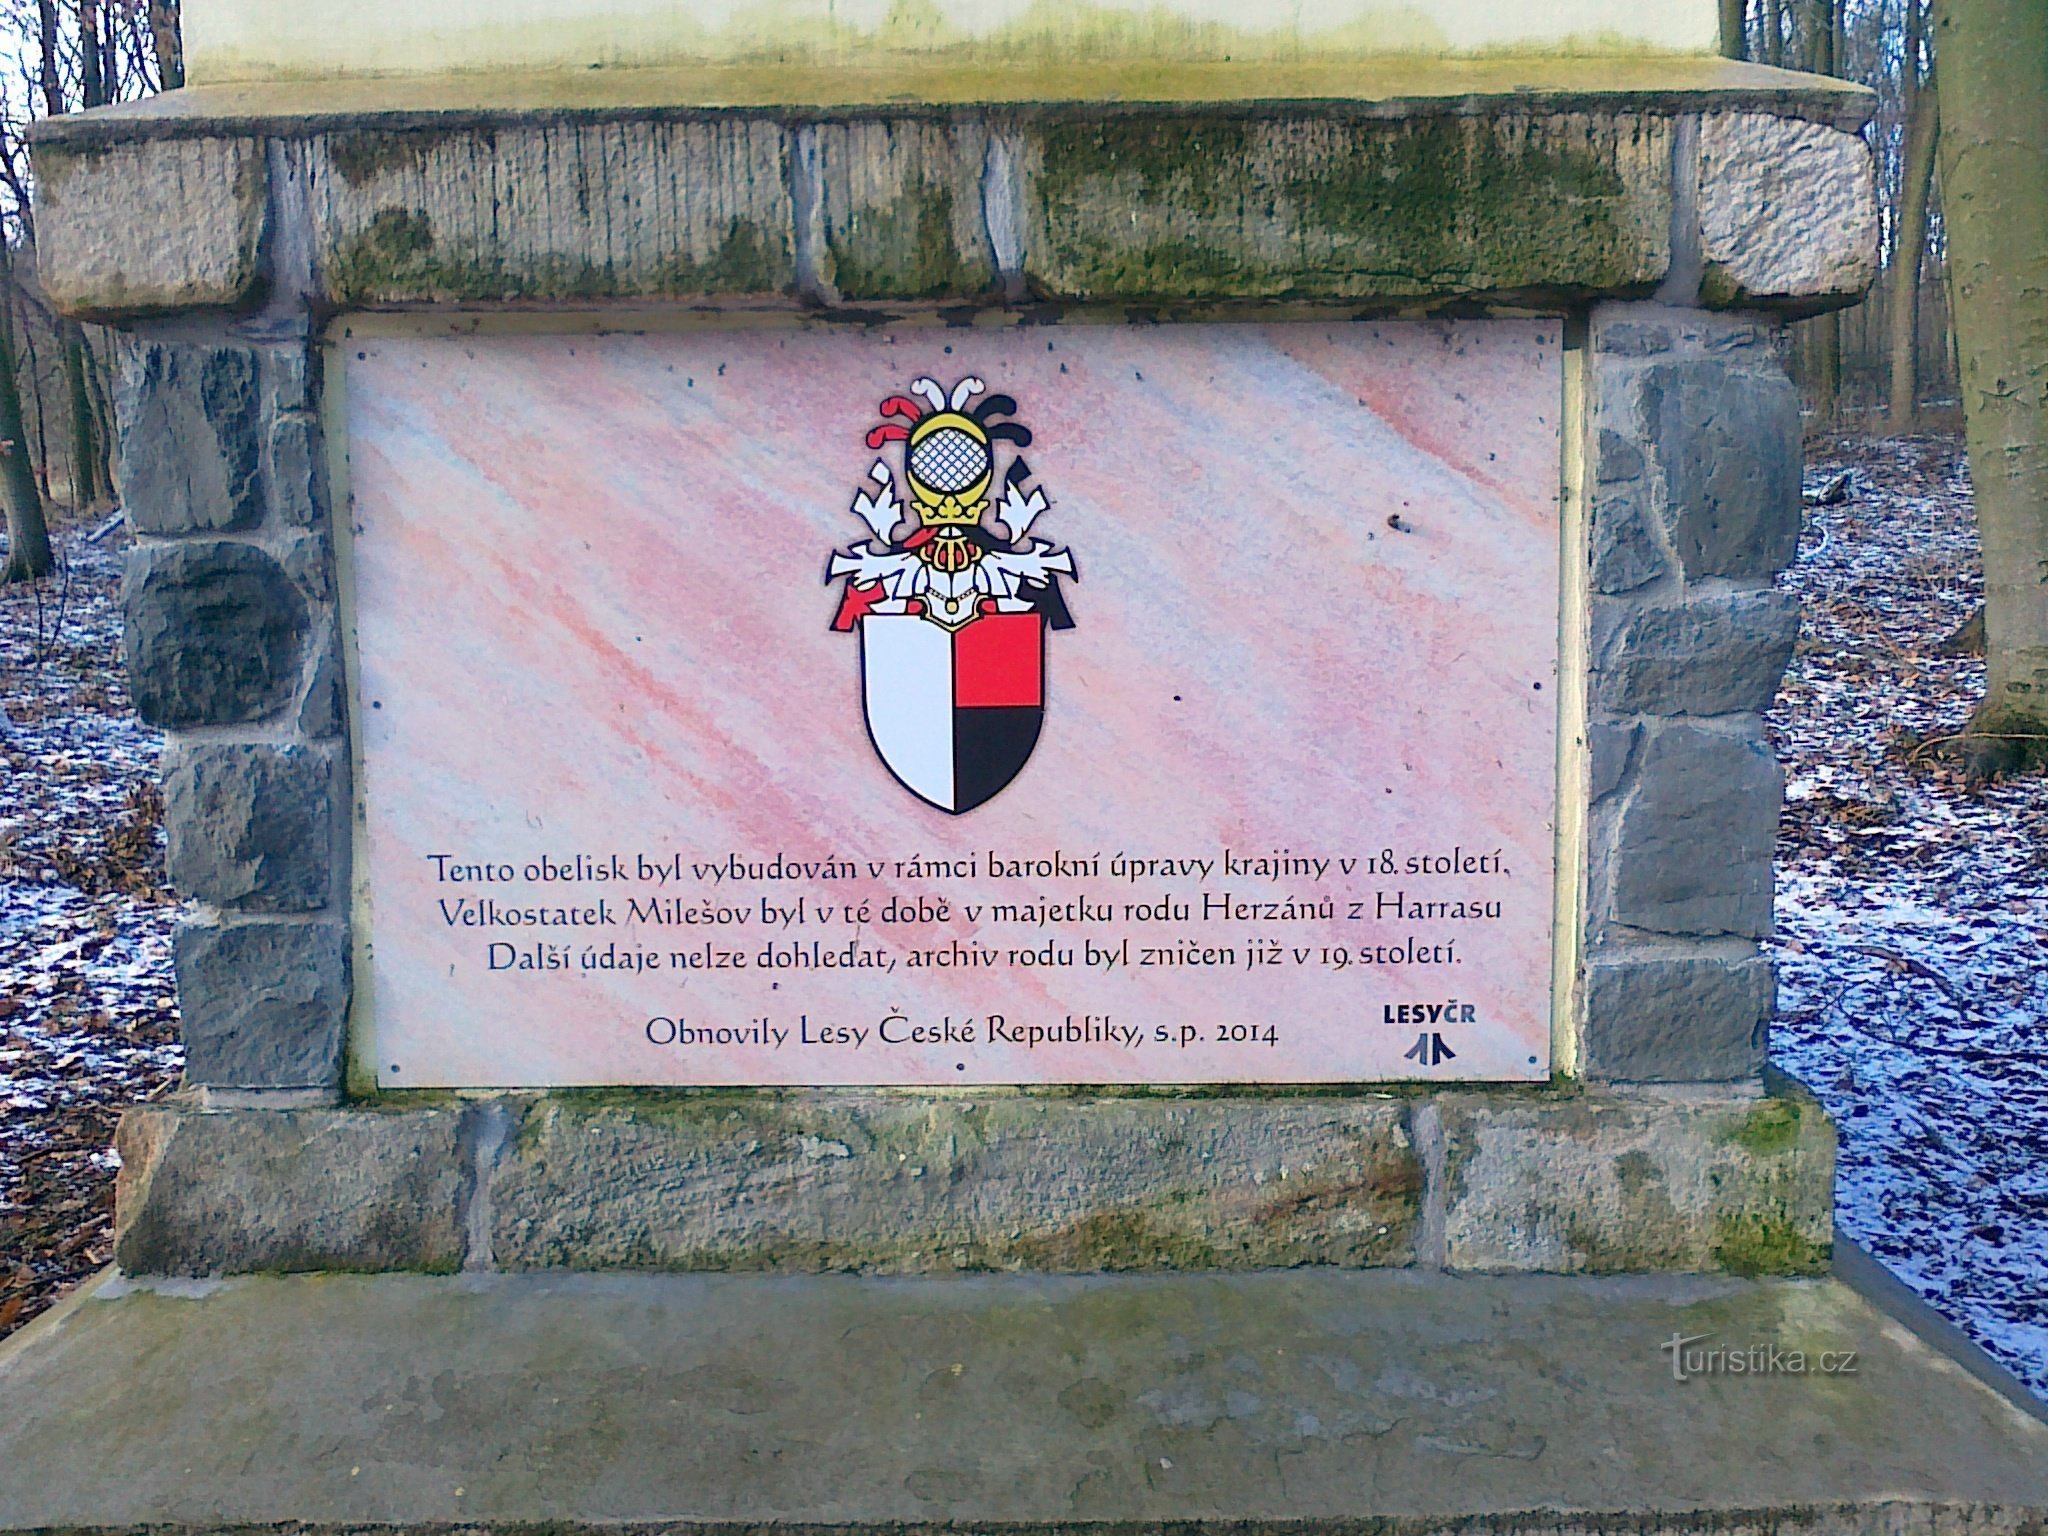 Tento obelisk byl vybudován v rámci barokní úpravy krajiny v 18. století.
Velkostatek Milešov byl v té době v majetku rodu Herzánů z Harrasu
Další údaje nelze dohledat, archiv rodu byl zničen již v 19. století.
Obnovily Lesy České Republiky, s.p. 2014
LESYČR
Turistika.cz